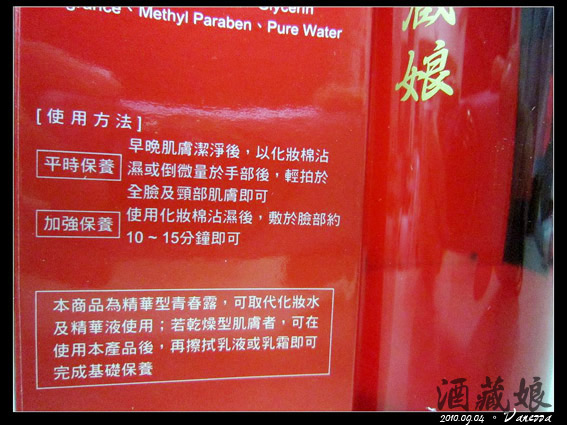 Glycerin
grance、Methyl Paraben、Pure Water
藏娘
[使用方法]
平時保養
早晚肌膚潔淨後，以化妝棉沾
濕或倒微量於手部後，輕拍於
全臉及頸部肌膚即可
加強保養
使用化妝棉沾濕後，敷於臉部約
10～15分鐘即可
本商品為精華型青春露，可取代化妝水
及精華液使用；若乾燥型肌膚者，可在
使用本產品後，再擦拭乳液或乳霜即可
完成基礎保養
酒藏娘
2010.09.04 。Vanessa